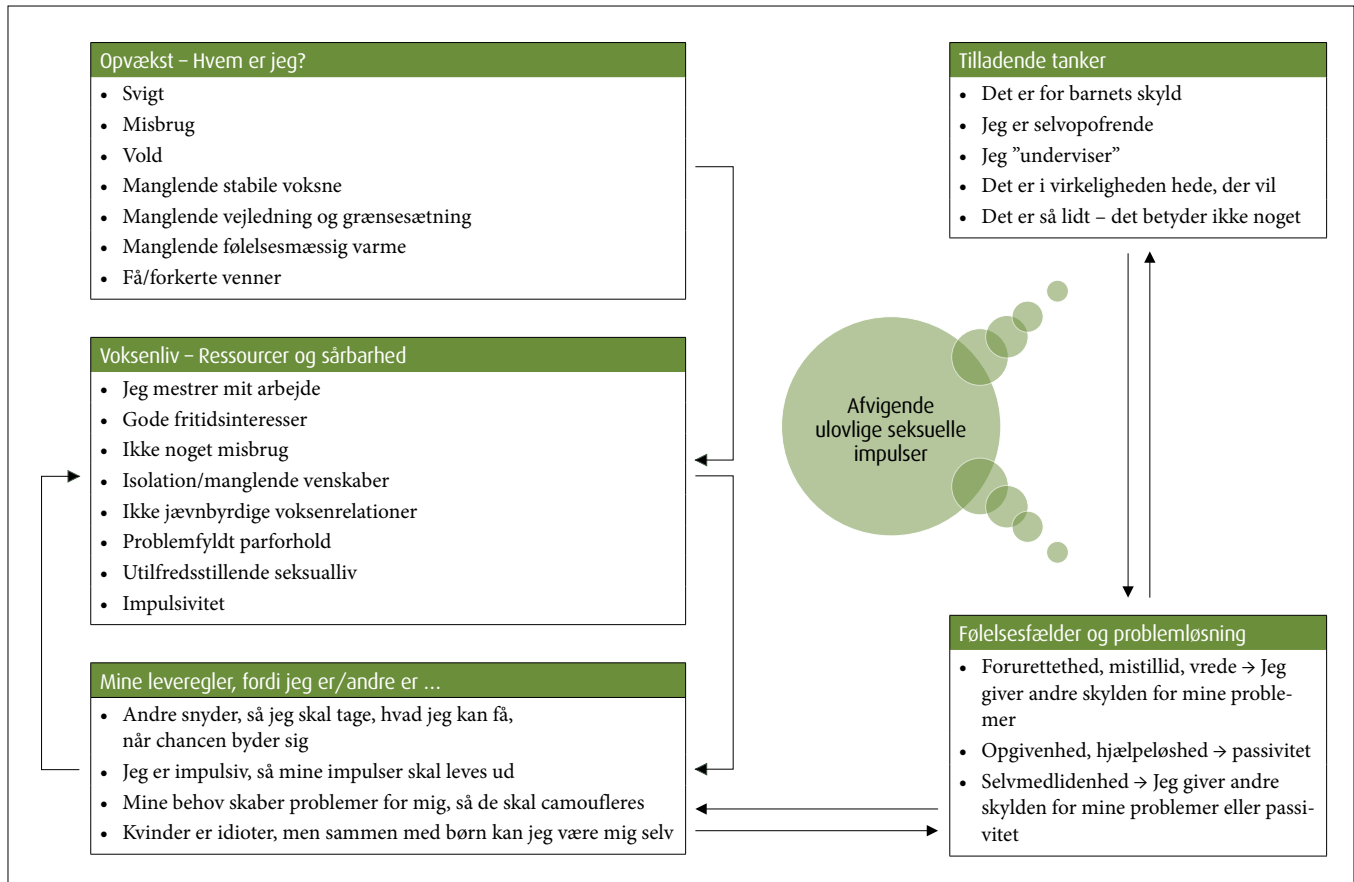 Opvækst – Hvem er jeg?
• Svigt
• Misbrug
• Vold
• Manglende stabile voksne
• Manglende vejledning og grænsesætning
• Manglende følelsesmæssig varme
• Få/forkerte venner
Voksenliv – Ressourcer og sårbarhed
• Jeg mestrer mit arbejde
• Gode fritidsinteresser
• Ikke noget misbrug
• Isolation/manglende venskaber
• Ikke jævnbyrdige voksenrelationer
• Problemfyldt parforhold
• Utilfredsstillende seksualliv
• Impulsivitet
Mine leveregler, fordi jeg er/andre er ...
• Andre snyder, så jeg skal tage, hvad jeg kan få,
når chancen byder sig
• Jeg er impulsiv, så mine impulser skal leves ud
• Mine behov skaber problemer for mig, så de skal camoufleres
• Kvinder er idioter, men sammen med børn kan jeg være mig selv
Tilladende tanker
• Det er for barnets skyld
• Jeg er selvopofrende
• Jeg ”underviser”
• Det er i virkeligheden hede, der vil
• Det er så lidt – det betyder ikke noget
Afvigende
ulovlige seksuelle
impulser
Følelsesfælder og problemløsning
• Forurettethed, mistillid, vrede → Jeg
giver andre skylden for mine proble-
mer
• Opgivenhed, hjælpeløshed → passivitet
• Selvmedlidenhed → Jeg giver andre
skylden for mine problemer eller passi-
vitet